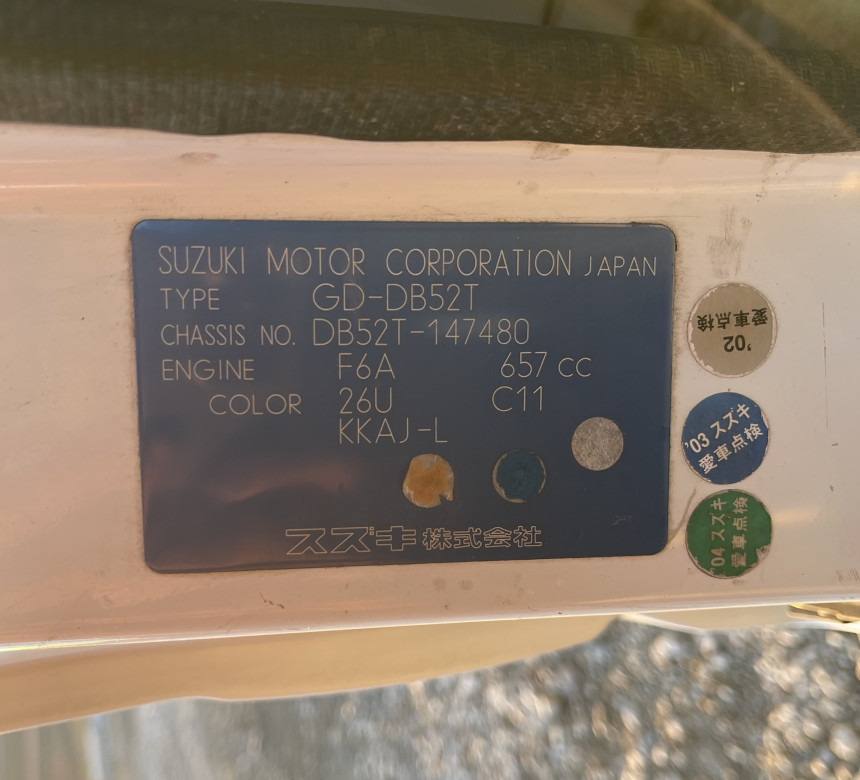 SUZUKI MOTOR CORPORATION JAPAN
TYPE GD-DB52T
CHASSIS NO. DB52T-147480
ENGINE F6A 657 cc
COLOR 26U C11
KKAJ-L
スズキ株式会社
'02
愛車点検
'03 スズキ
愛車点検
'04 スズキ
愛車点検